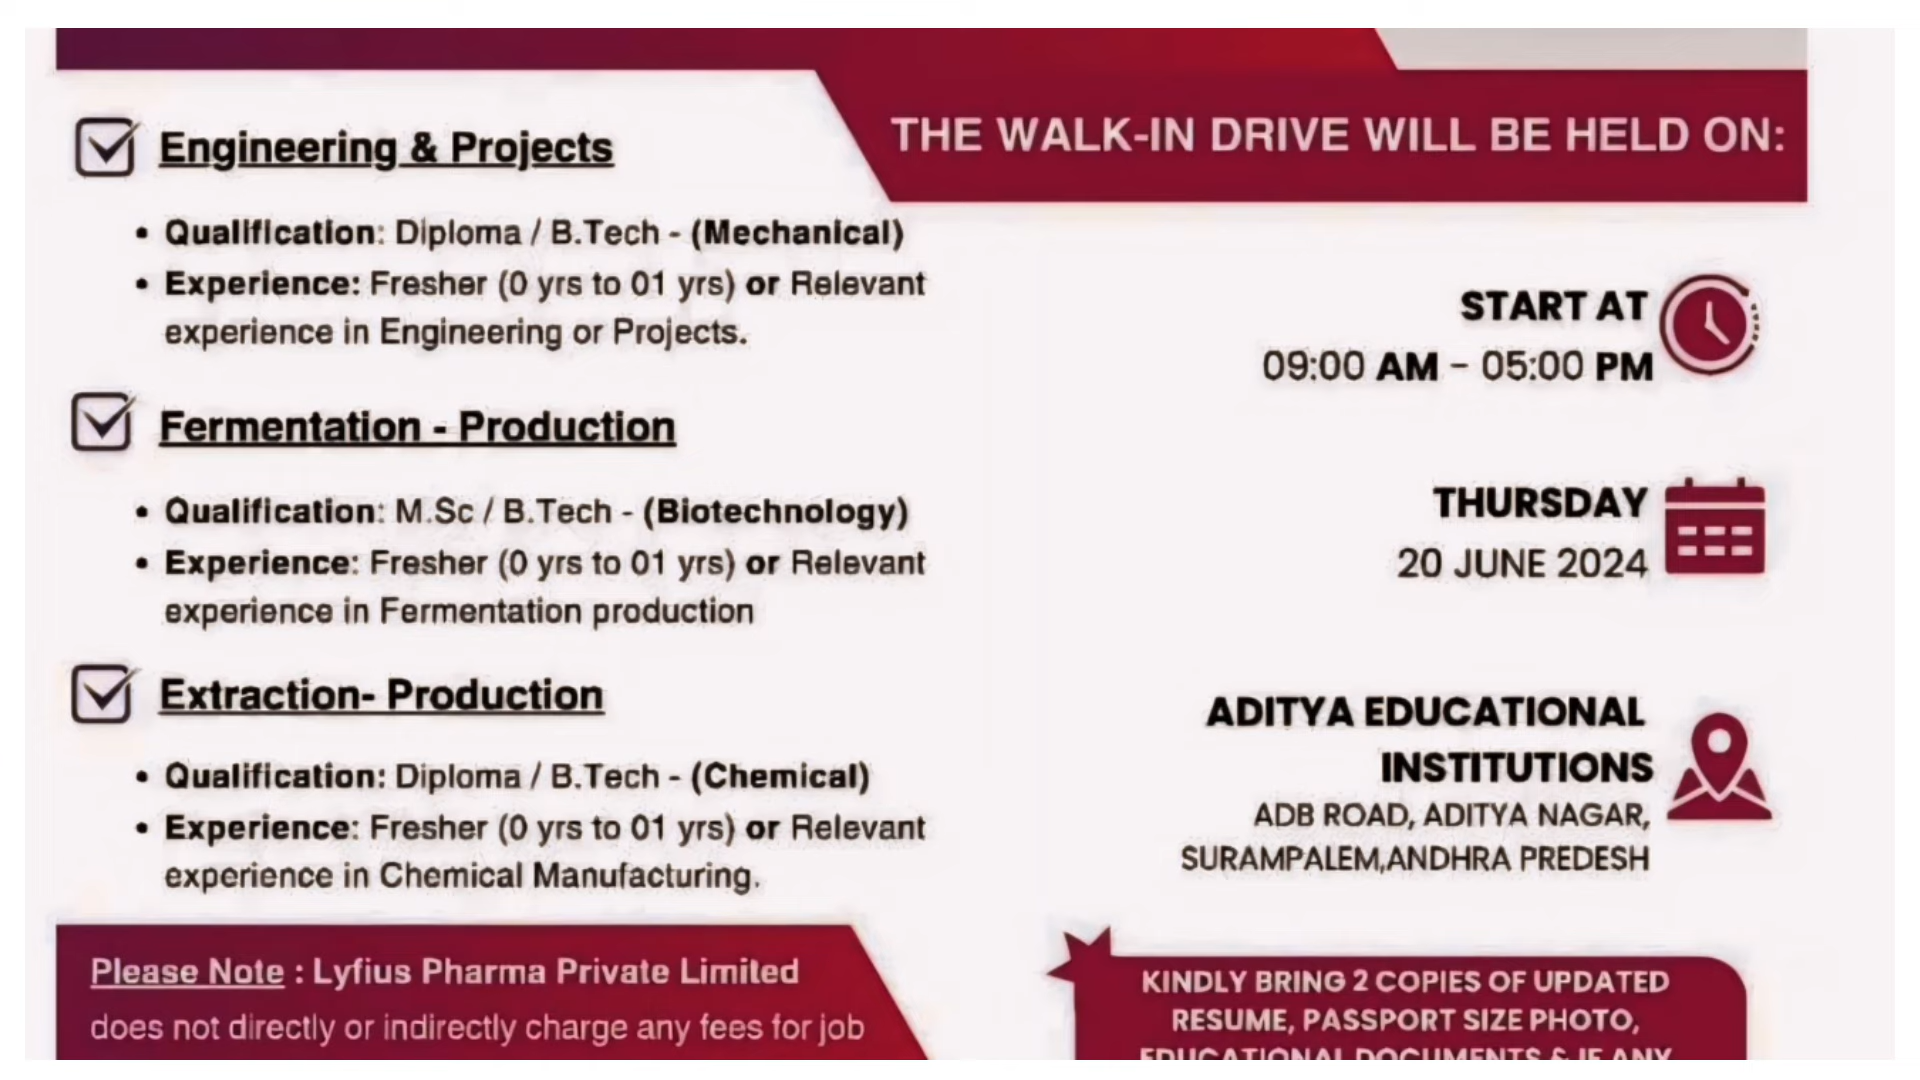 THE WALK-IN DRIVE WILL BE HELD ON:
Engineering & Projects
• Qualification: Diploma / B.Tech - (Mechanical)
• Experience: Fresher (0 yrs to 01 yrs) or Relevant
experience in Engineering or Projects.
Fermentation - Production
• Qualification: M.Sc / B.Tech - (Biotechnology)
• Experience: Fresher (0 yrs to 01 yrs) or Relevant
experience in Fermentation production
Extraction- Production
• Qualification: Diploma / B.Tech - (Chemical)
• Experience: Fresher (0 yrs to 01 yrs) or Relevant
experience in Chemical Manufacturing.
Please Note : Lyfius Pharma Private Limited
does not directly or indirectly charge any fees for job
START AT
09:00 AM – 05:00 PM
THURSDAY
20 JUNE 2024
ADITYA EDUCATIONAL
INSTITUTIONS
ADB ROAD, ADITYA NAGAR,
SURAMPALEM,ANDHRA PREDESH
KINDLY BRING 2 COPIES OF UPDATED
RESUME, PASSPORT SIZE PHOTO,
EDUCATIONAL DOCUMENTS & IF ANY